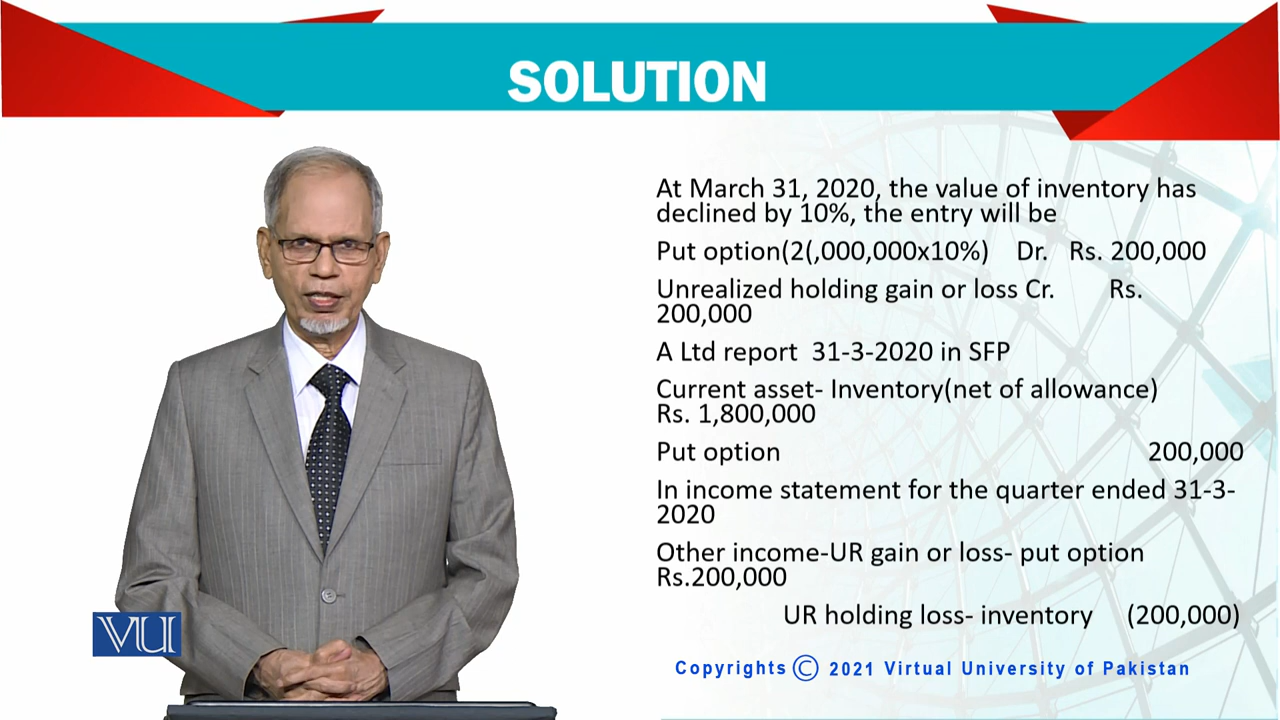 SOLUTION
At March 31, 2020, the value of inventory has
declined by 10%, the entry will be
Put option(2(,000,000x10%) Dr. Rs. 200,000
Unrealized holding gain or loss Cr. Rs.
200,000
A Ltd report 31-3-2020 in SFP
Current asset- Inventory(net of allowance)
Rs. 1,800,000
Put option 200,000
In income statement for the quarter ended 31-3-
2020
Other income-UR gain or loss- put option
Rs.200,000
UR holding loss- inventory (200,000)
VU
Copyrights © 2021 Virtual University of Pakistan